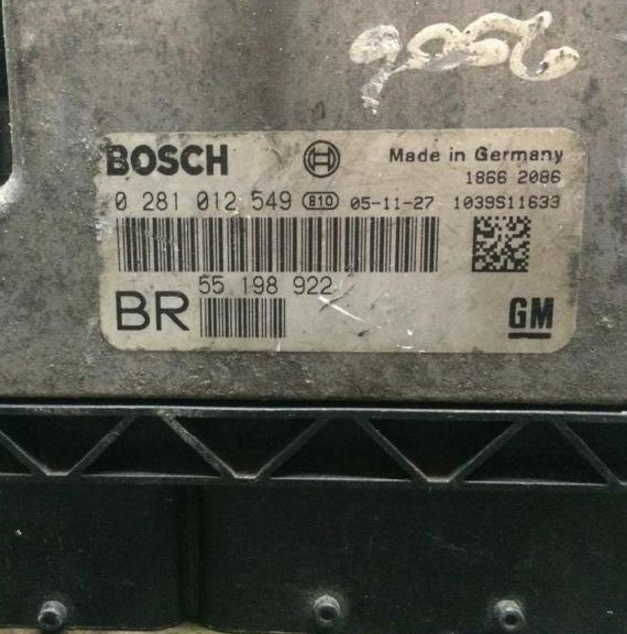 BOSCH Made in Germany
1866 2086
0 281 012 549 B10 05-11-27 1039S11633
55 198 922
BR GM